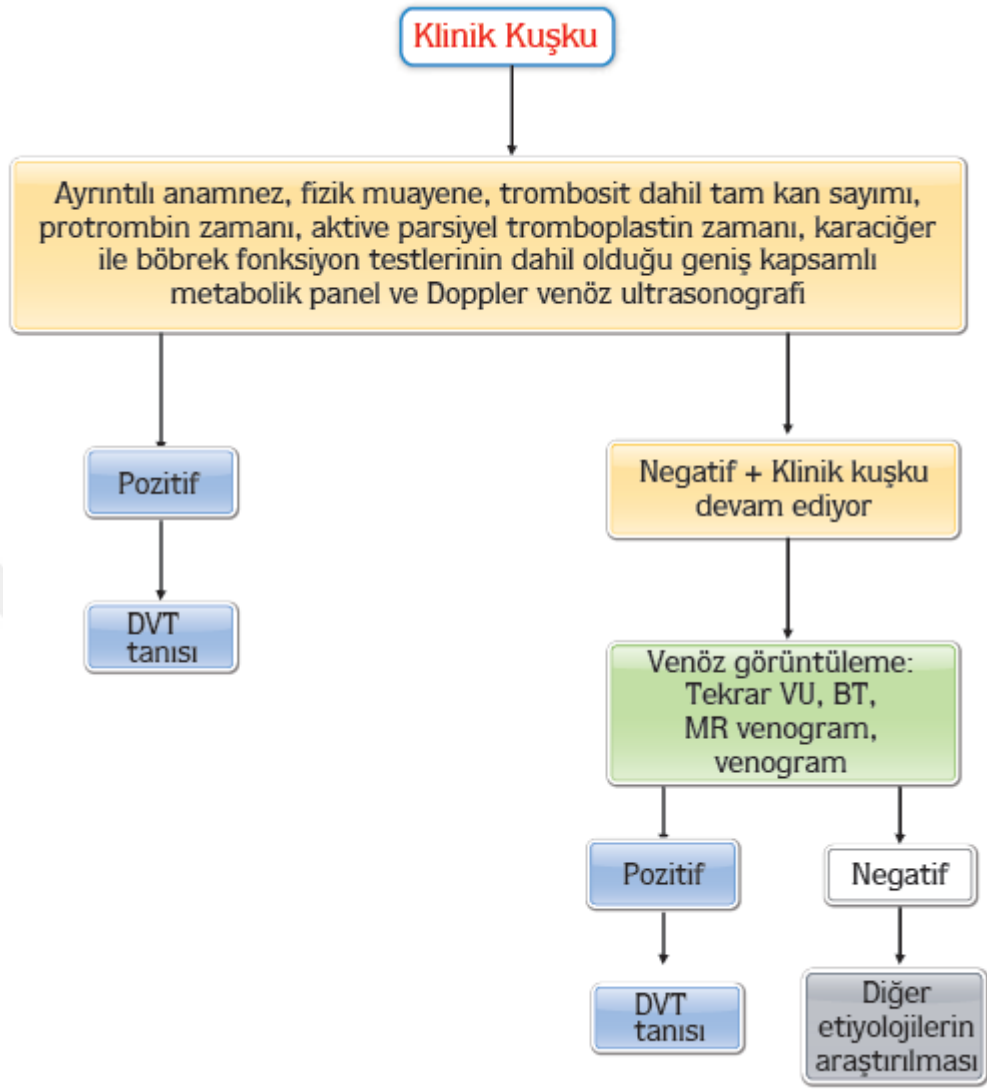 Klinik Kuşku
Ayrıntılı anamnez, fizik muayene, trombosit dahil tam kan sayımı,
protrombin zamanı, aktive parsiyel tromboplastin zamanı, karaciğer
ile böbrek fonksiyon testlerinin dahil olduğu geniş kapsamlı
metabolik panel ve Doppler venöz ultrasonografi
Pozitif
DVT
tanısı
Negatif + Klinik kuşku
devam ediyor
Venöz görüntüleme:
Tekrar VU, BT,
MR venogram,
venogram
Pozitif
Negatif
DVT
tanısı
Diğer
etiyolojilerin
araştırılması